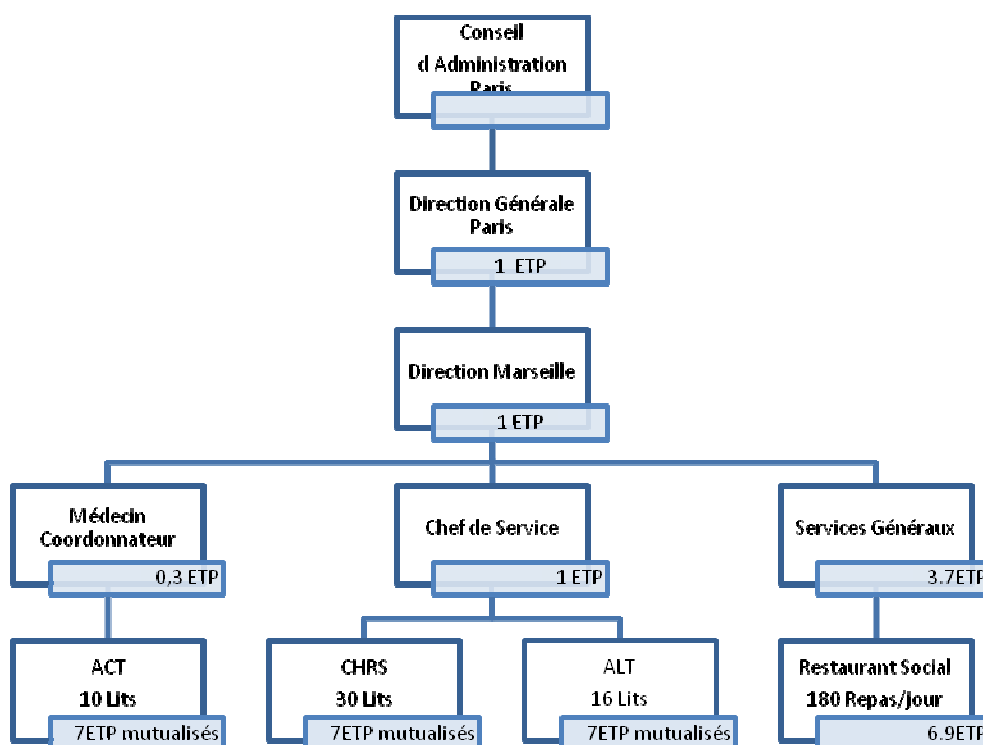 Conseil
d Administration
Paris
Direction Générale
Paris
1 ETP
Direction Marseille
1 ETP
Médecin
Coordonnateur
0,3 ETP
Chef de Service
1 ETP
Services Généraux
3.7ETP
ACT
10 Lits
7ETP mutualisés
CHRS
30 Lits
7ETP mutualisés
ALT
16 Lits
7ETP mutualisés
Restaurant Social
180 Repas/jour
6.9ETP